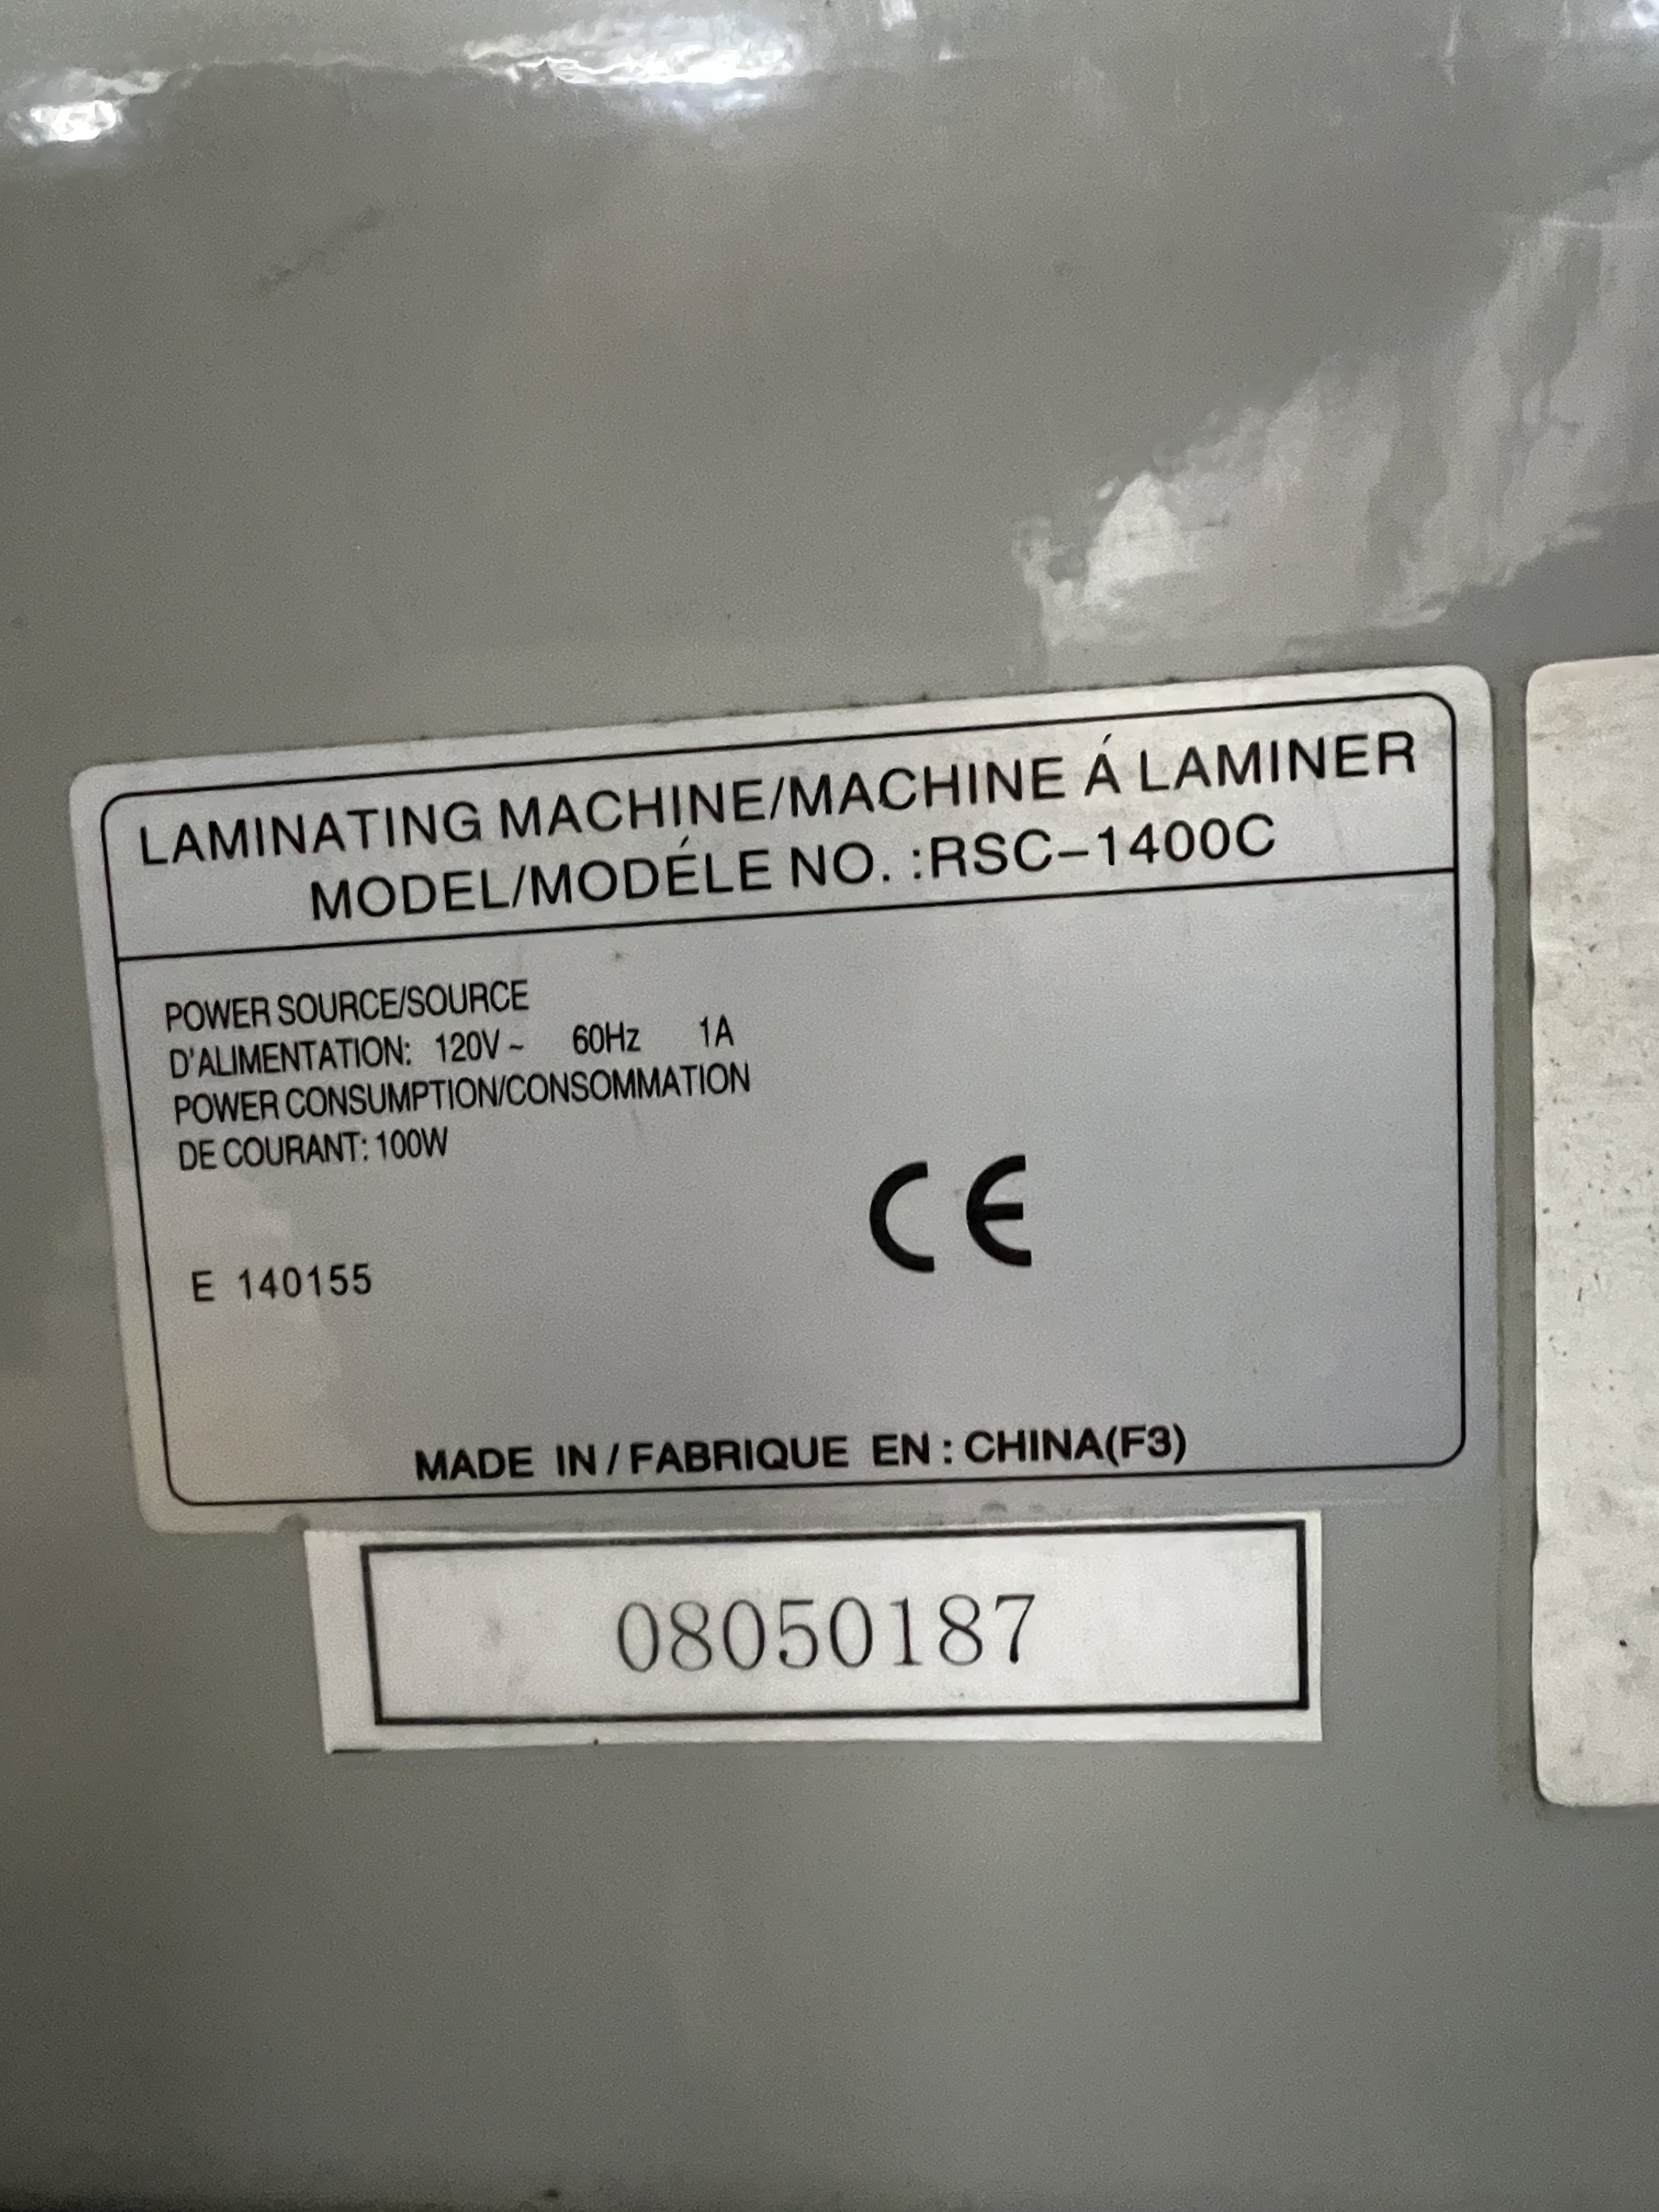 LAMINATING MACHINE/MACHINE Á LAMINER
MODEL/MODÉLE NO. :RSC-1400C
POWER SOURCE/SOURCE
D'ALIMENTATION: 120V~ 60Hz 1A
POWER CONSUMPTION/CONSOMMATION
DE COURANT: 100W
CE
E 140155
MADE IN/FABRIQUE EN: CHINA(F3)
08050187